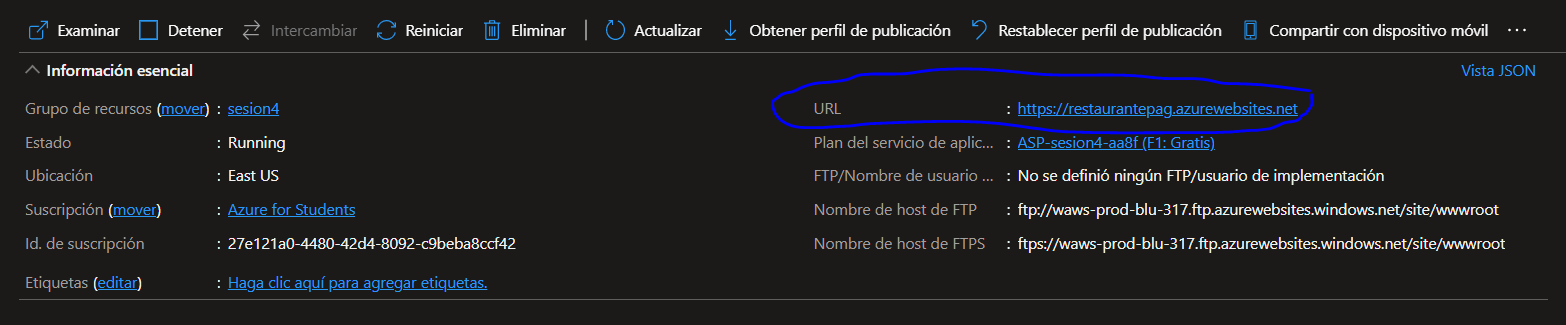 Examinar Detener Intercambiar Reiniciar Eliminar Actualizar Obtener perfil de publicación Restablecer perfil de publicación Compartir con dispositivo móvil ...
Información esencial Vista JSON
Grupo de recursos (mover) : sesion4
Estado : Running
Ubicación : East US
Suscripción (mover) : Azure for Students
Id. de suscripción : 27e121a0-4480-42d4-8092-c9beba8ccf42
Etiquetas (editar) : Haga clic aquí para agregar etiquetas.
URL : https://restaurantepag.azurewebsites.net
Plan del servicio de aplic... : ASP-sesion4-aa8f (F1: Gratis)
FTP/Nombre de usuario ... : No se definió ningún FTP/usuario de implementación
Nombre de host de FTP : ftp://waws-prod-blu-317.ftp.azurewebsites.windows.net/site/wwwroot
Nombre de host de FTPS : ftps://waws-prod-blu-317.ftp.azurewebsites.windows.net/site/wwwroot